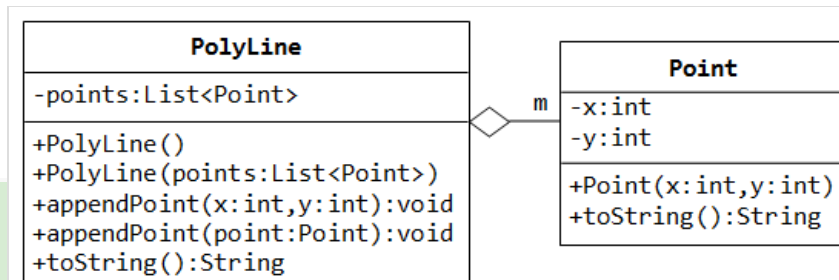 PolyLine
-points:List<Point>
+PolyLine()
+PolyLine(points:List<Point>)
+appendPoint(x:int,y:int):void
+appendPoint(point:Point):void
+toString():String
m
Point
-x:int
-y:int
+Point(x:int,y:int)
+toString():String